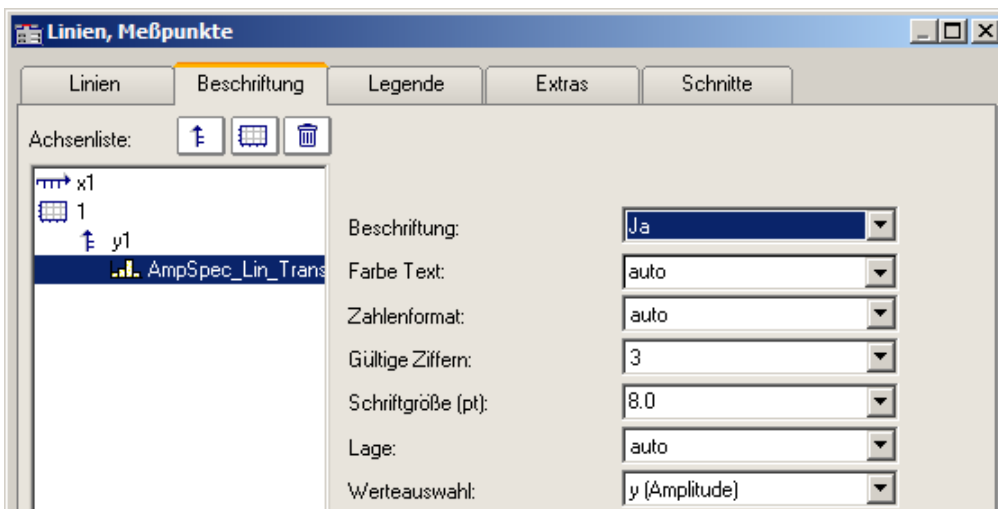 Linien, Meßpunkte
Linien Beschriftung Legende Extras Schnitte
Achsenliste:
x1
1
y1
AmpSpec_Lin_Trans
Beschriftung: Ja
Farbe Text: auto
Zahlenformat: auto
Gültige Ziffern: 3
Schriftgröße (pt): 8.0
Lage: auto
Werteauswahl: y (Amplitude)